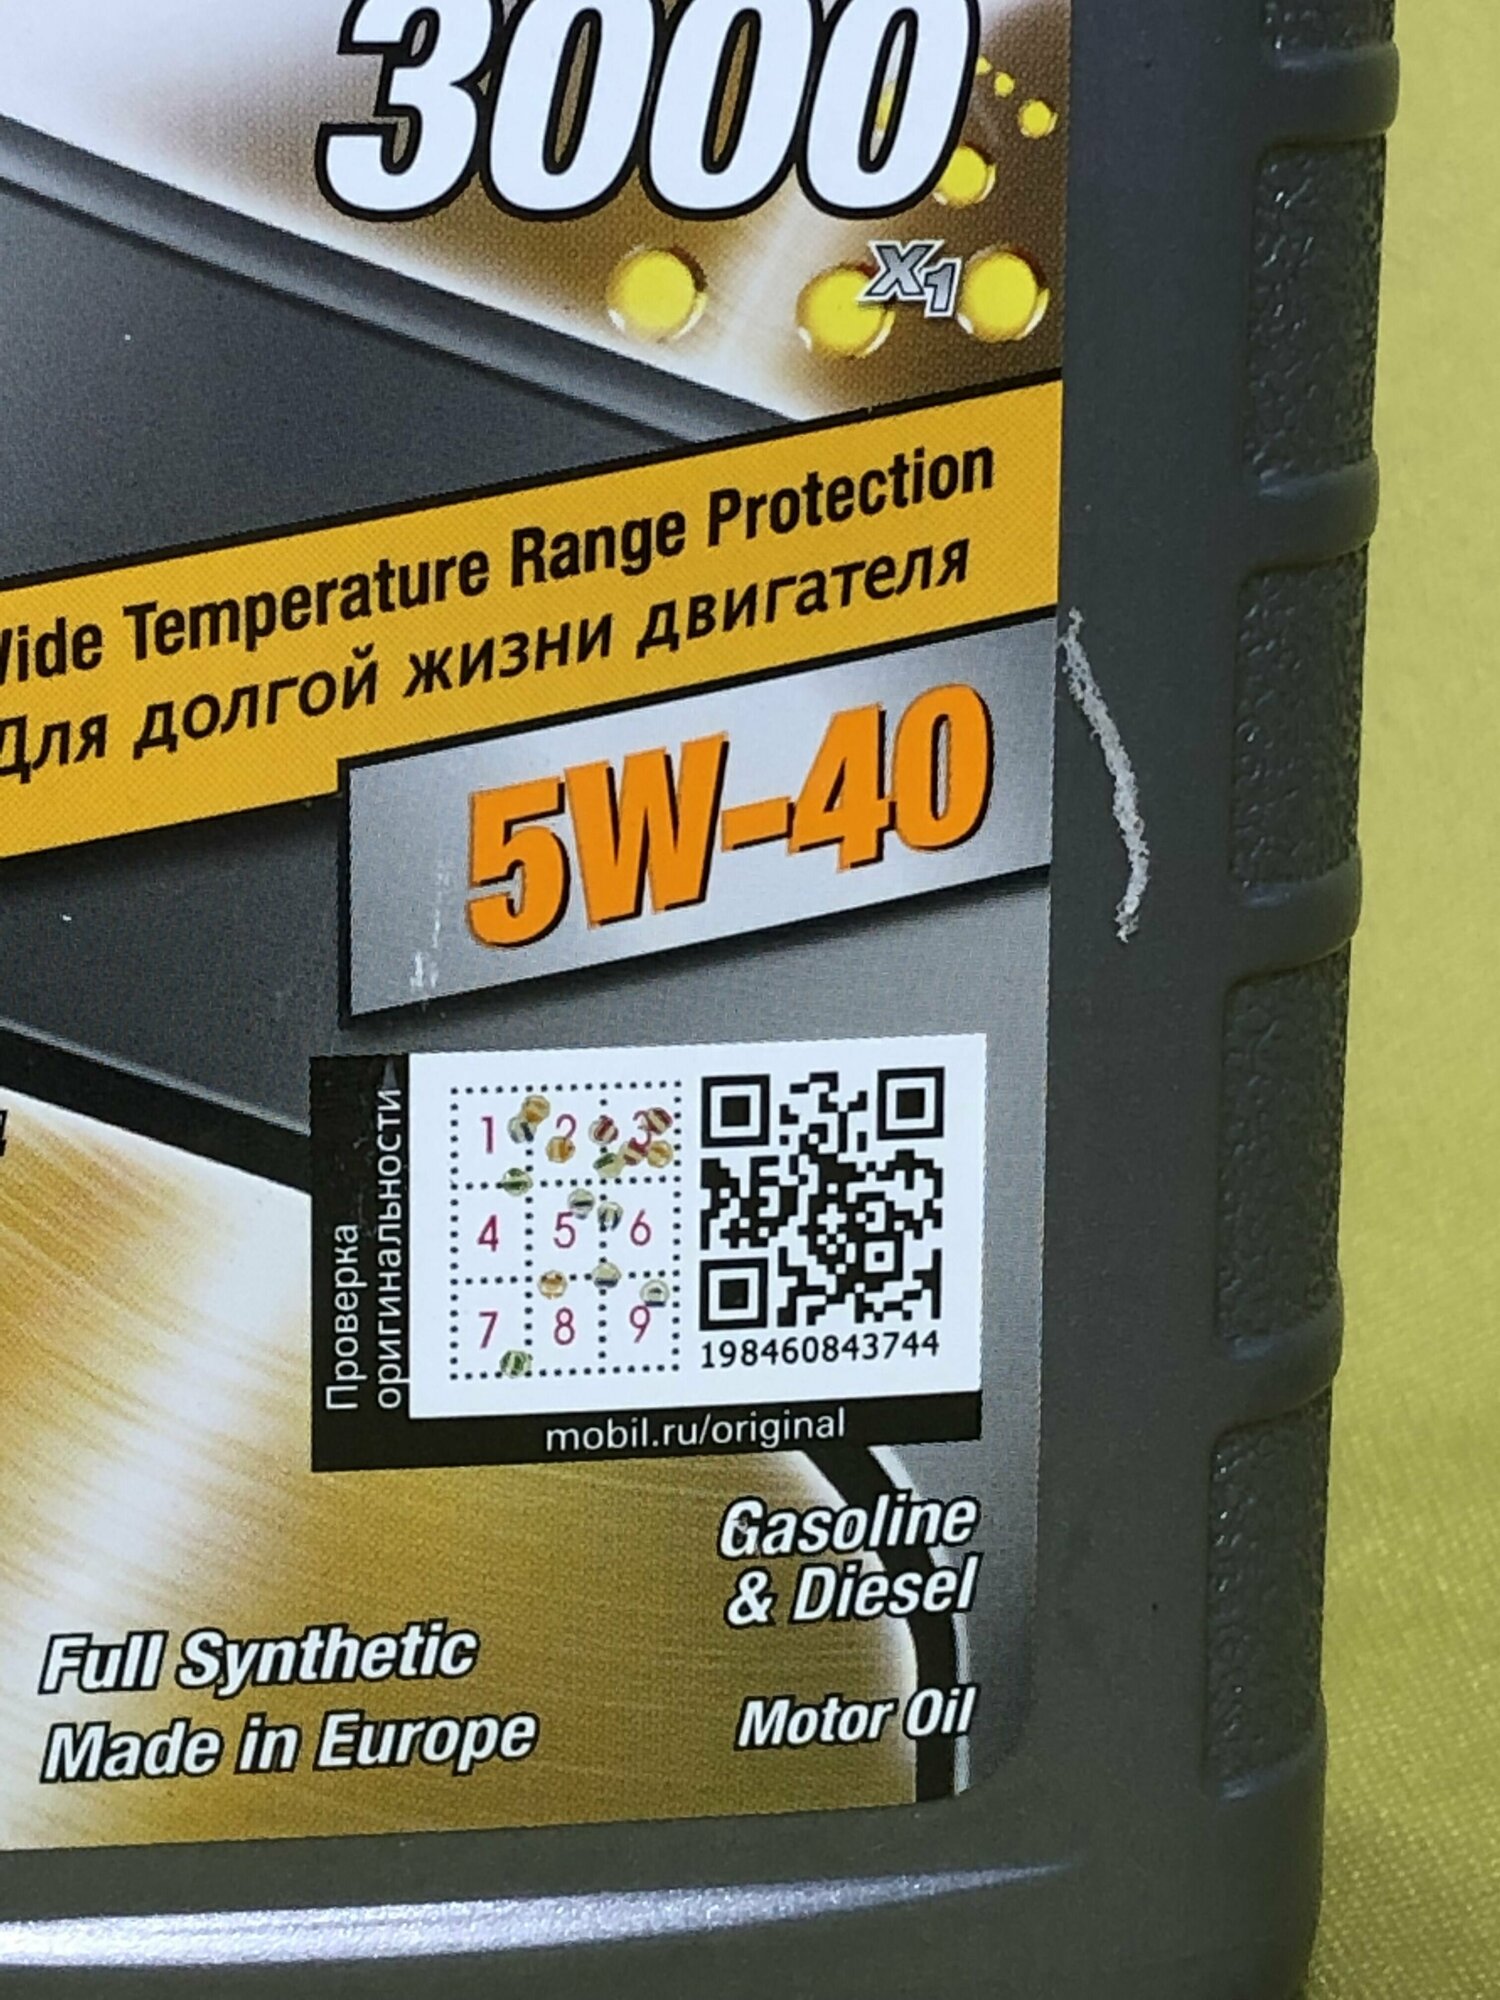 3000
X1
Wide Temperature Range Protection
Для долгой жизни двигателя
5W-40
Проверка
оригинальности
1 2 3
4 5 6
7 8 9
198460843744
mobil.ru/original
Gasoline
& Diesel
Full Synthetic
Made in Europe
Motor Oil